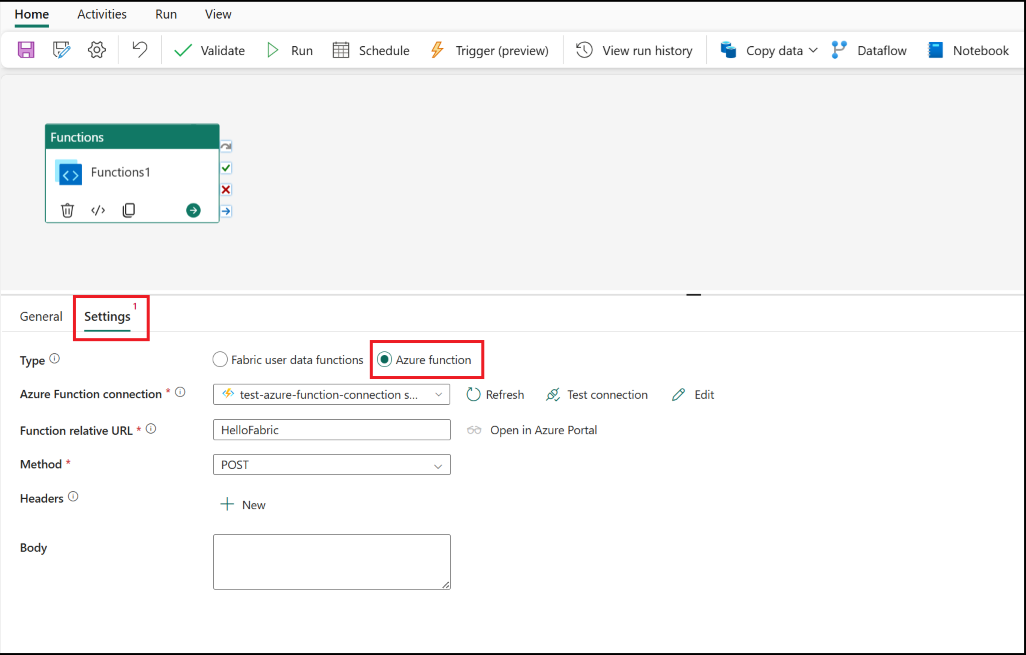 Home Activities Run View
Validate Run Schedule Trigger (preview) View run history Copy data Dataflow Notebook
Functions
Functions1
General Settings 1
Type Fabric user data functions Azure function
Azure Function connection * test-azure-function-connection s... Refresh Test connection Edit
Function relative URL * HelloFabric Open in Azure Portal
Method * POST
Headers
New
Body